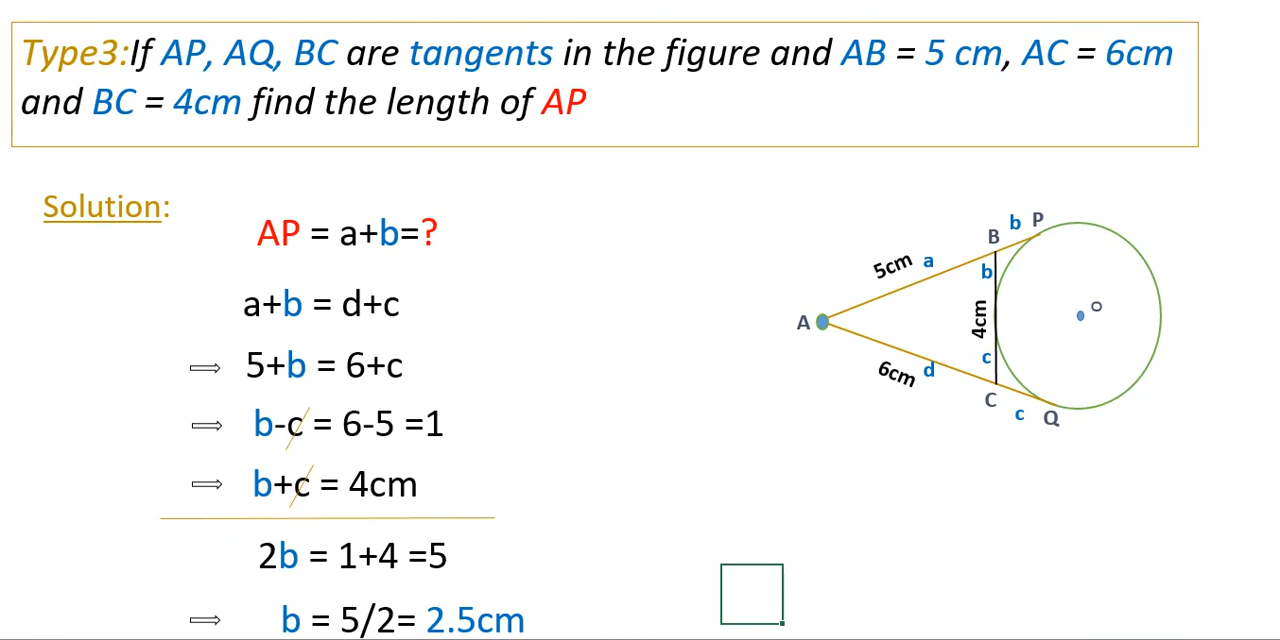 Type3:If AP, AQ, BC are tangents in the figure and AB = 5 cm, AC = 6cm
and BC = 4cm find the length of AP
Solution:
AP = a+b=?
a+b = d+c
⟹ 5+b = 6+c
⟹ b-c = 6-5 =1
⟹ b+c = 4cm
2b = 1+4 =5
⟹ b = 5/2= 2.5cm
b P
B
5cm a
b
A
4cm
O
c
6cm d
C
c Q